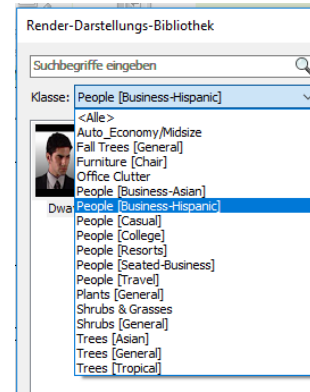 Render-Darstellungs-Bibliothek
Suchbegriffe eingeben
Klasse: People [Business-Hispanic]
<Alle>
Auto_Economy/Midsize
Fall Trees [General]
Furniture [Chair]
Office Clutter
People [Business-Asian]
People [Business-Hispanic]
People [Casual]
People [College]
People [Resorts]
People [Seated-Business]
People [Travel]
Plants [General]
Shrubs & Grasses
Shrubs [General]
Trees [Asian]
Trees [General]
Trees [Tropical]